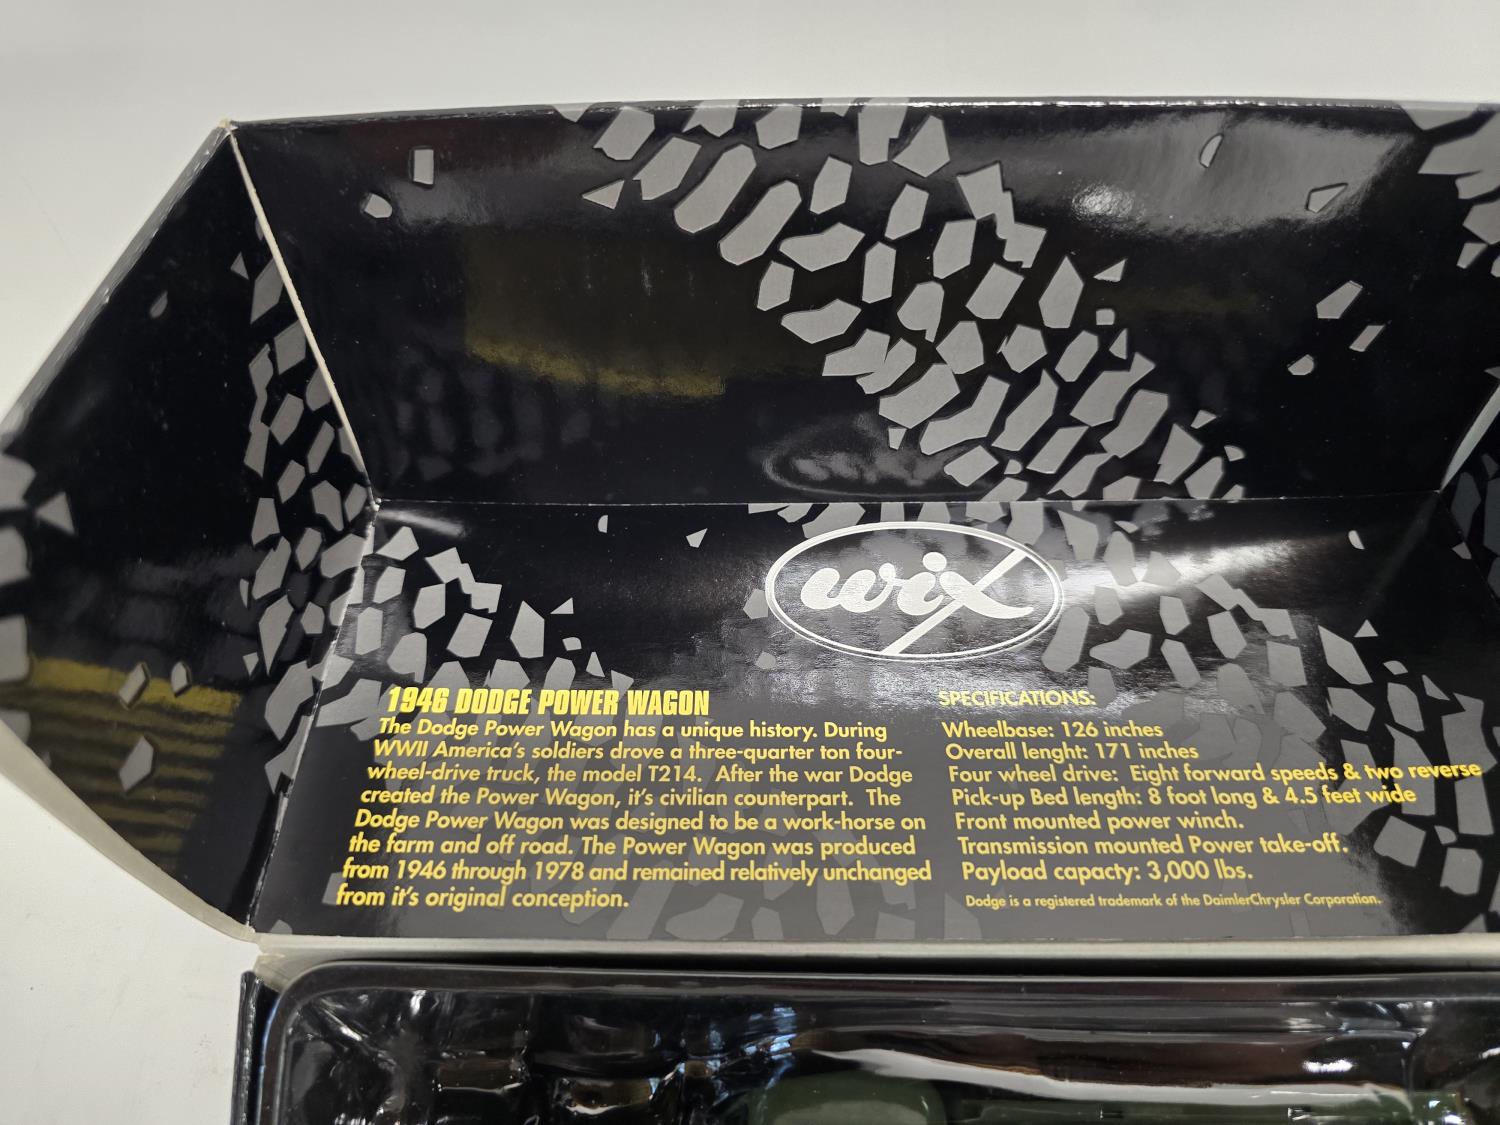 wix
1946 DODGE POWER WAGON
The Dodge Power Wagon has a unique history. During
WWII America's soldiers drove a three-quarter ton four-
wheel-drive truck, the model T214. After the war Dodge
created the Power Wagon, it's civilian counterpart. The
Dodge Power Wagon was designed to be a work-horse on
the farm and off road. The Power Wagon was produced
from 1946 through 1978 and remained relatively unchanged
from it's original conception.
SPECIFICATIONS:
Wheelbase: 126 inches
Overall lenght: 171 inches
Four wheel drive: Eight forward speeds & two reverse
Pick-up Bed length: 8 foot long & 4.5 feet wide
Front mounted power winch.
Transmission mounted Power take-off.
Payload capacity: 3,000 lbs.
Dodge is a registered trademark of the DaimlerChrysler Corporation.